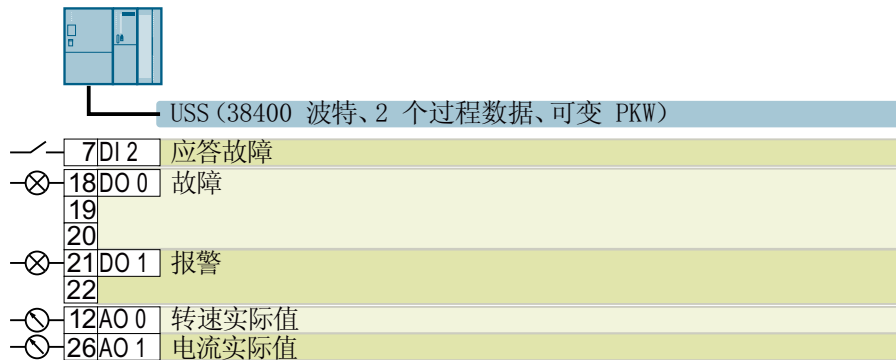 USS (38400 波特、2 个过程数据、可变 PKW)
7 DI 2 应答故障
18 DO 0 故障
19
20
21 DO 1 报警
22
12 AO 0 转速实际值
26 AO 1 电流实际值